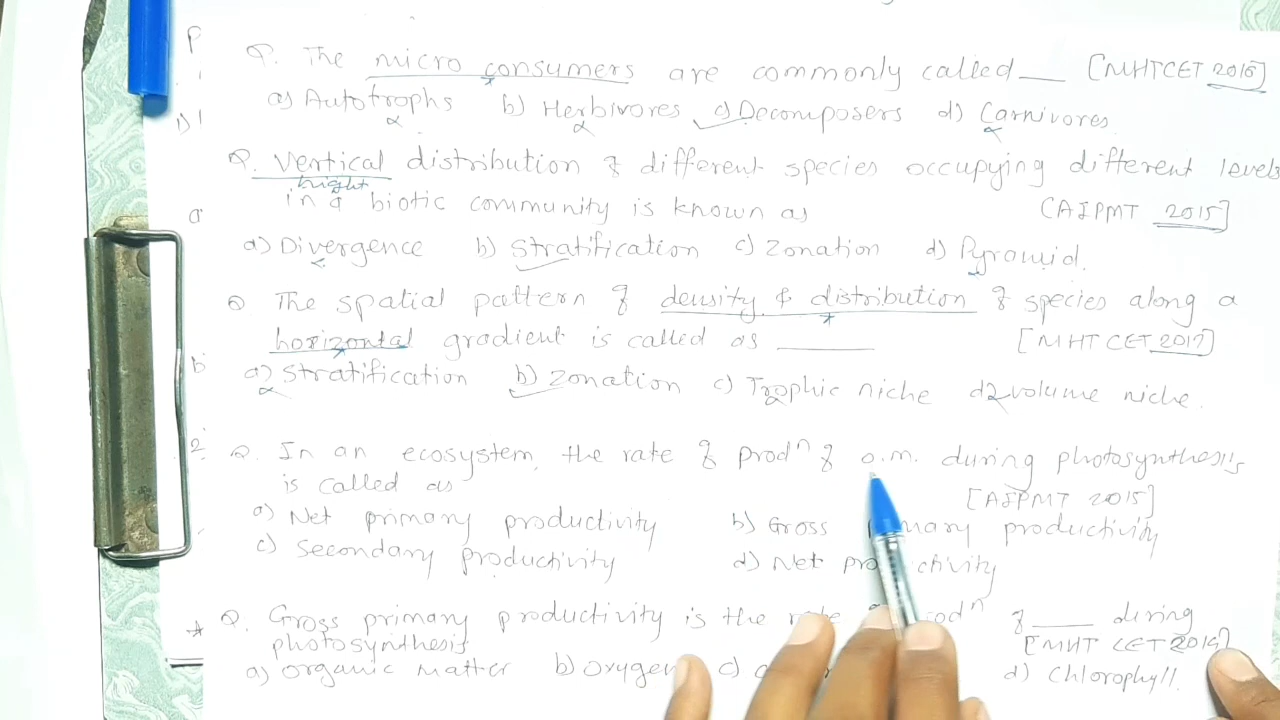 Q. The micro consumers are commonly called ___ [MHTCET 2016]
a) Autotrophs b) Herbivores c) Decomposers d) Carnivores
Q. Vertical distribution of different species occupying different levels
hight
in a biotic community is known as [AIPMT 2015]
a) Divergence b) Stratification c) Zonation d) Pyramid.
Q The spatial pattern of density & distribution of species along a
horizontal gradient is called as ___ [MHT CET 2017]
a) Stratification b) Zonation c) Trophic niche d) volume niche.
Q. In an ecosystem, the rate of prodⁿ of o.m. during photosynthesis
is called as [AIPMT 2015]
a) Net primary productivity b) Gross primary productivity
c) Secondary productivity d) Net productivity
Q. Gross primary productivity is the rate of prodⁿ of ___ during
photosynthesis [MHT CET 2019]
a) organic matter b) oxygen c) d) chlorophyll.